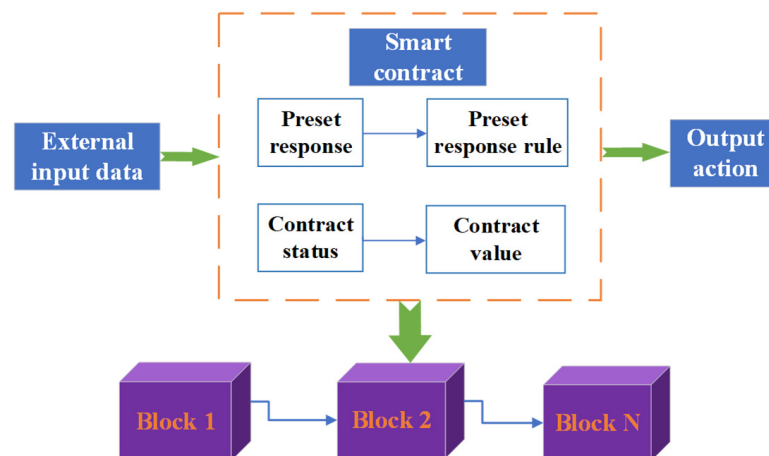 Smart
contract
External
input data
Preset
response
Preset
response rule
Output
action
Contract
status
Contract
value
Block 1
Block 2
Block N